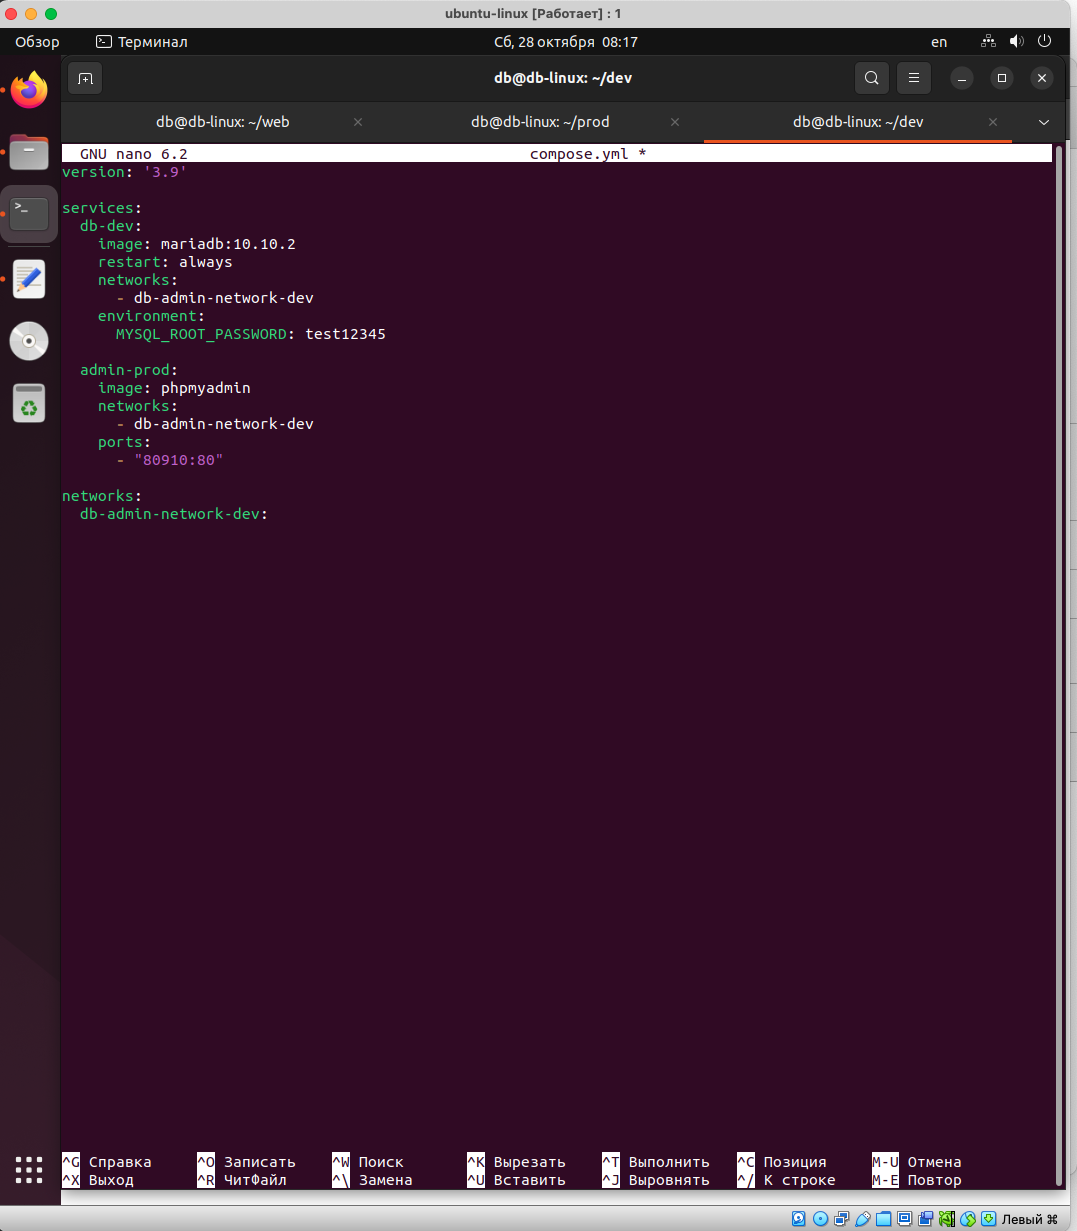 ubuntu-linux [Работает] : 1
Обзор Терминал Сб, 28 октября 08:17 en
db@db-linux: ~/dev
db@db-linux: ~/web db@db-linux: ~/prod db@db-linux: ~/dev
GNU nano 6.2 compose.yml *
version: '3.9'
services:
  db-dev:
    image: mariadb:10.10.2
    restart: always
    networks:
      - db-admin-network-dev
    environment:
      MYSQL_ROOT_PASSWORD: test12345
  admin-prod:
    image: phpmyadmin
    networks:
      - db-admin-network-dev
    ports:
      - "80910:80"
networks:
  db-admin-network-dev:
^G Справка ^O Записать ^W Поиск ^K Вырезать ^T Выполнить ^C Позиция M-U Отмена
^X Выход ^R ЧитФайл ^\ Замена ^U Вставить ^J Выровнять ^/ К строке M-E Повтор
Левый ⌘